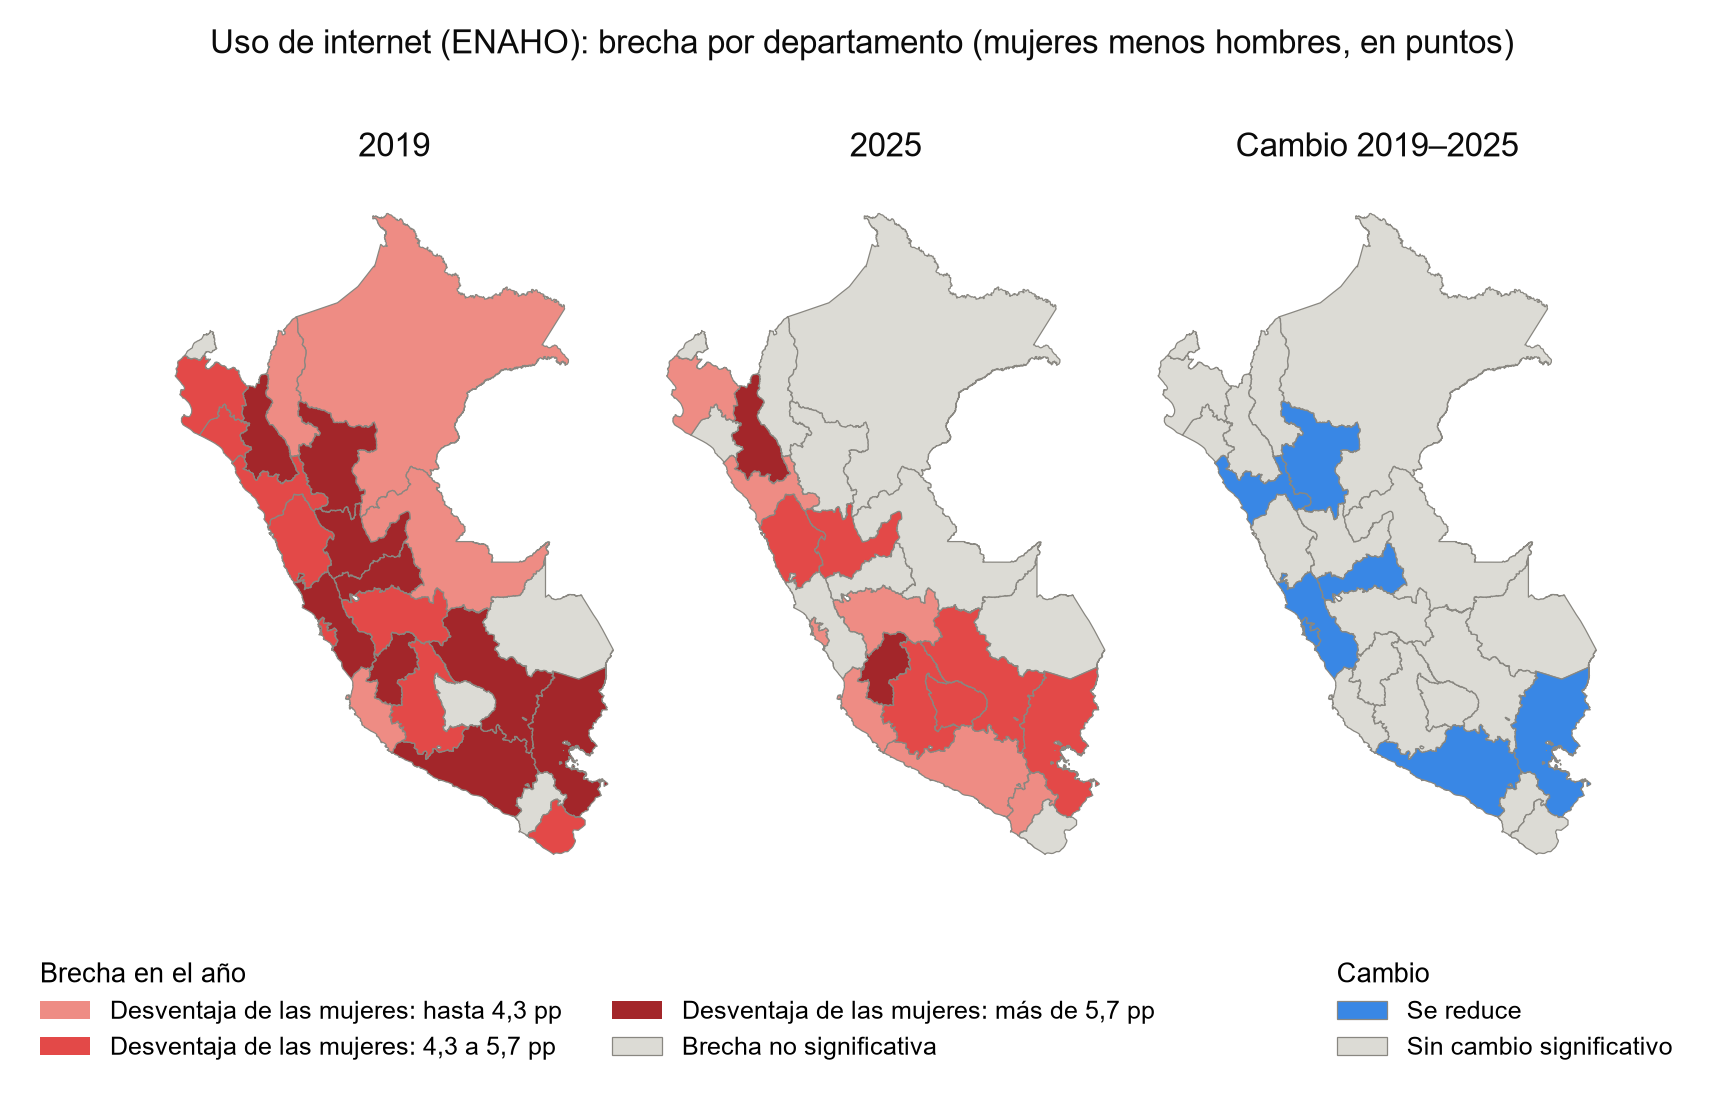 Uso de internet (ENAHO): brecha por departamento (mujeres menos hombres, en puntos)
2019
2025
Cambio 2019–2025
Brecha en el año
Desventaja de las mujeres: hasta 4,3 pp
Desventaja de las mujeres: 4,3 a 5,7 pp
Desventaja de las mujeres: más de 5,7 pp
Brecha no significativa
Cambio
Se reduce
Sin cambio significativo